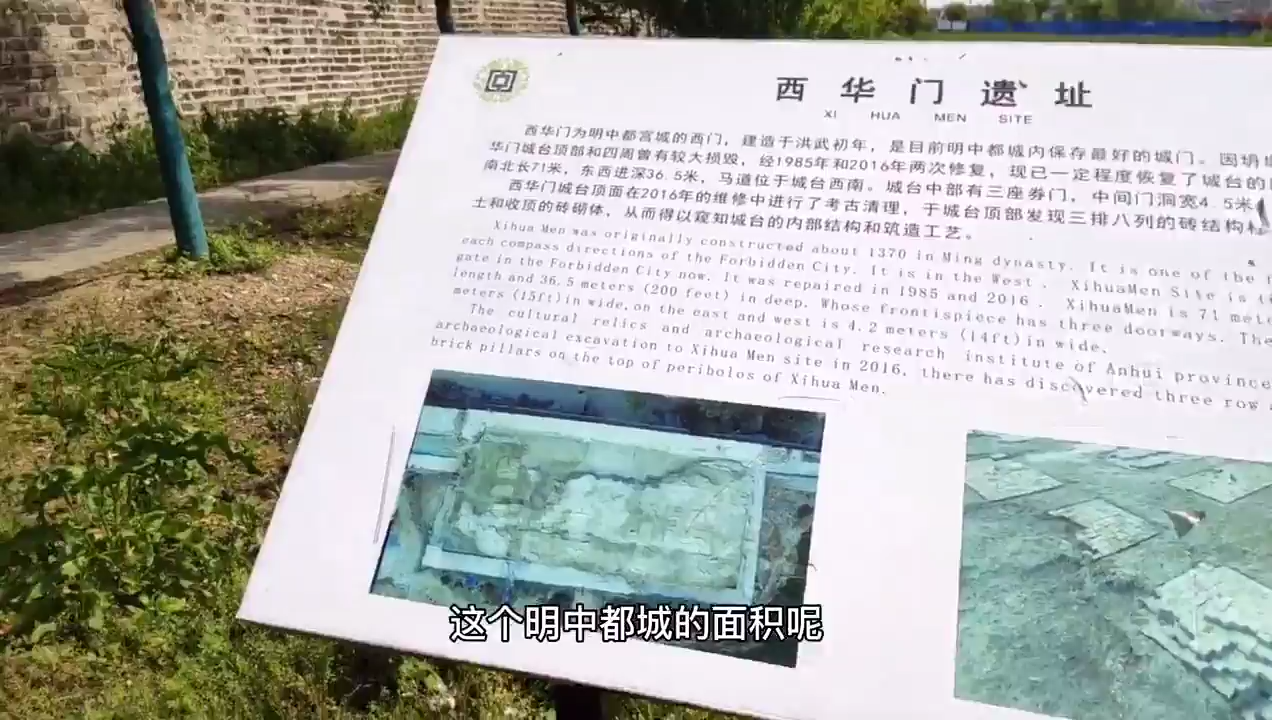 西华门遗址
XI HUA MEN SITE
西华门为明中都宫城的西门，建造于洪武初年，是目前明中都城内保存最好的城门。因坍塌
华门城台顶部和四周曾有较大损毁，经1985年和2016年两次修复，现已一定程度恢复了城台的
南北长71米，东西进深36.5米，马道位于城台西南。城台中部有三座券门，中间门洞宽4.5米
西华门城台顶面在2016年的维修中进行了考古清理，于城台顶部发现三排八列的砖结构
土和收顶的砖砌体，从而得以窥知城台的内部结构和筑造工艺。
Xihua Men was originally constructed about 1370 in Ming dynasty. It is one of the f
each compass directions of the Forbidden City. It is in the West . XihuaMen Site is t
gate in the Forbidden City now. It was repaired in 1985 and 2016 . XihuaMen is 71 mete
length and 36.5 meters (200 feet) in deep. Whose frontispiece has three doorways. The
meters (15ft)in wide,on the east and west is 4.2 meters (14ft)in wide.
The cultural relics and archaeological research institute of Anhui province
archaeological excavation to Xihua Men site in 2016, there has discovered three row
brick pillars on the top of peribolos of Xihua Men.
这个明中都城的面积呢